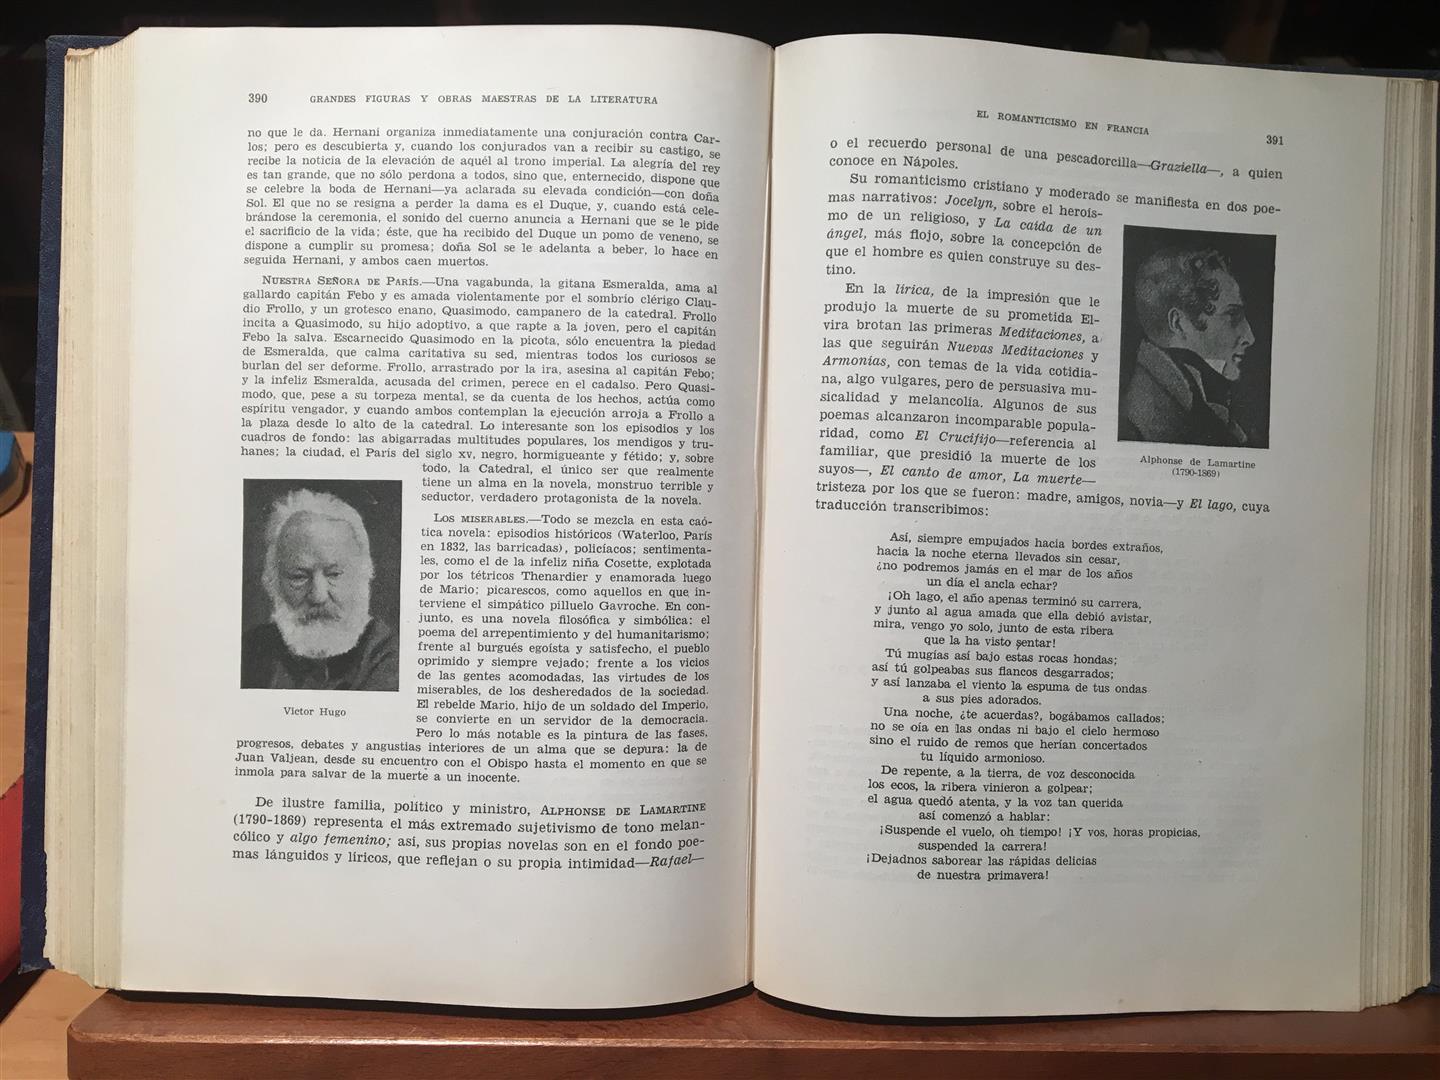 390 GRANDES FIGURAS Y OBRAS MAESTRAS DE LA LITERATURA
no que le da. Hernani organiza inmediatamente una conjuración contra Car-
los; pero es descubierta y, cuando los conjurados van a recibir su castigo, se
recibe la noticia de la elevación de aquél al trono imperial. La alegría del rey
es tan grande, que no sólo perdona a todos, sino que, enternecido, dispone que
se celebre la boda de Hernani—ya aclarada su elevada condición—con doña
Sol. El que no se resigna a perder la dama es el Duque, y, cuando está cele-
brándose la ceremonia, el sonido del cuerno anuncia a Hernani que se le pide
el sacrificio de la vida; éste, que ha recibido del Duque un pomo de veneno, se
dispone a cumplir su promesa; doña Sol se le adelanta a beber, lo hace en
seguida Hernani, y ambos caen muertos.
NUESTRA SEÑORA DE PARÍS.—Una vagabunda, la gitana Esmeralda, ama al
gallardo capitán Febo y es amada violentamente por el sombrío clérigo Clau-
dio Frollo, y un grotesco enano, Quasimodo, campanero de la catedral. Frollo
incita a Quasimodo, su hijo adoptivo, a que rapte a la joven, pero el capitán
Febo la salva. Escarnecido Quasimodo en la picota, sólo encuentra la piedad
de Esmeralda, que calma caritativa su sed, mientras todos los curiosos se
burlan del ser deforme. Frollo, arrastrado por la ira, asesina al capitán Febo;
y la infeliz Esmeralda, acusada del crimen, perece en el cadalso. Pero Quasi-
modo, que, pese a su torpeza mental, se da cuenta de los hechos, actúa como
espíritu vengador, y cuando ambos contemplan la ejecución arroja a Frollo a
la plaza desde lo alto de la catedral. Lo interesante son los episodios y los
cuadros de fondo: las abigarradas multitudes populares, los mendigos y tru-
hanes; la ciudad, el París del siglo XV, negro, hormigueante y fétido; y, sobre
todo, la Catedral, el único ser que realmente
tiene un alma en la novela, monstruo terrible y
seductor, verdadero protagonista de la novela.
LOS MISERABLES.—Todo se mezcla en esta caó-
tica novela: episodios históricos (Waterloo, París
en 1832, las barricadas), policíacos; sentimenta-
les, como el de la infeliz niña Cosette, explotada
por los tétricos Thenardier y enamorada luego
de Mario; picarescos, como aquellos en que in-
terviene el simpático pilluelo Gavroche. En con-
junto, es una novela filosófica y simbólica: el
poema del arrepentimiento y del humanitarismo;
frente al burgués egoísta y satisfecho, el pueblo
oprimido y siempre vejado; frente a los vicios
de las gentes acomodadas, las virtudes de los
miserables, de los desheredados de la sociedad.
El rebelde Mario, hijo de un soldado del Imperio,
se convierte en un servidor de la democracia.
Pero lo más notable es la pintura de las fases,
progresos, debates y angustias interiores de un alma que se depura: la de
Juan Valjean, desde su encuentro con el Obispo hasta el momento en que se
inmola para salvar de la muerte a un inocente.
Víctor Hugo
De ilustre familia, político y ministro, ALPHONSE DE LAMARTINE
(1790-1869) representa el más extremado sujetivismo de tono melan-
cólico y algo femenino; así, sus propias novelas son en el fondo poe-
mas lánguidos y líricos, que reflejan o su propia intimidad—Rafael—
EL ROMANTICISMO EN FRANCIA 391
o el recuerdo personal de una pescadorcilla—Graziella—, a quien
conoce en Nápoles.
Su romanticismo cristiano y moderado se manifiesta en dos poe-
mas narrativos: Jocelyn, sobre el heroís-
mo de un religioso, y La caída de un
ángel, más flojo, sobre la concepción de
que el hombre es quien construye su des-
tino.
En la lírica, de la impresión que le
produjo la muerte de su prometida El-
vira brotan las primeras Meditaciones, a
las que seguirán Nuevas Meditaciones y
Armonías, con temas de la vida cotidia-
na, algo vulgares, pero de persuasiva mu-
sicalidad y melancolía. Algunos de sus
poemas alcanzaron incomparable popula-
ridad, como El Crucifijo—referencia al
familiar, que presidió la muerte de los
suyos—, El canto de amor, La muerte—
tristeza por los que se fueron: madre, amigos, novia—y El lago, cuya
traducción transcribimos:
Alphonse de Lamartine
(1790-1869)
Así, siempre empujados hacia bordes extraños,
hacia la noche eterna llevados sin cesar,
¿no podremos jamás en el mar de los años
un día el ancla echar?
¡Oh lago, el año apenas terminó su carrera,
y junto al agua amada que ella debió avistar,
mira, vengo yo solo, junto de esta ribera
que la ha visto sentar!
Tú mugías así bajo estas rocas hondas;
así tú golpeabas sus flancos desgarrados;
y así lanzaba el viento la espuma de tus ondas
a sus pies adorados.
Una noche, ¿te acuerdas?, bogábamos callados;
no se oía en las ondas ni bajo el cielo hermoso
sino el ruido de remos que herían concertados
tu líquido armonioso.
De repente, a la tierra, de voz desconocida
los ecos, la ribera vinieron a golpear;
el agua quedó atenta, y la voz tan querida
así comenzó a hablar:
¡Suspende el vuelo, oh tiempo! ¡Y vos, horas propicias,
suspended la carrera!
¡Dejadnos saborear las rápidas delicias
de nuestra primavera!